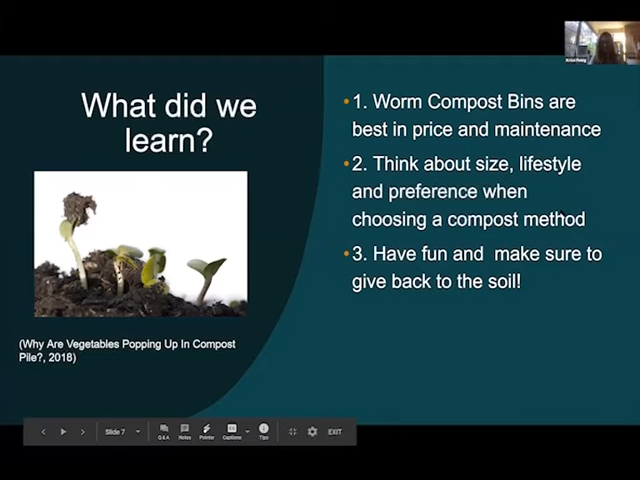 What did we
learn?
(Why Are Vegetables Popping Up In Compost
Pile?, 2018)
•1. Worm Compost Bins are
best in price and maintenance
•2. Think about size, lifestyle
and preference when
choosing a compost method
•3. Have fun and make sure to
give back to the soil!
Slide 7
Q&A
Notes
Pointer
Captions
Tips
EXIT